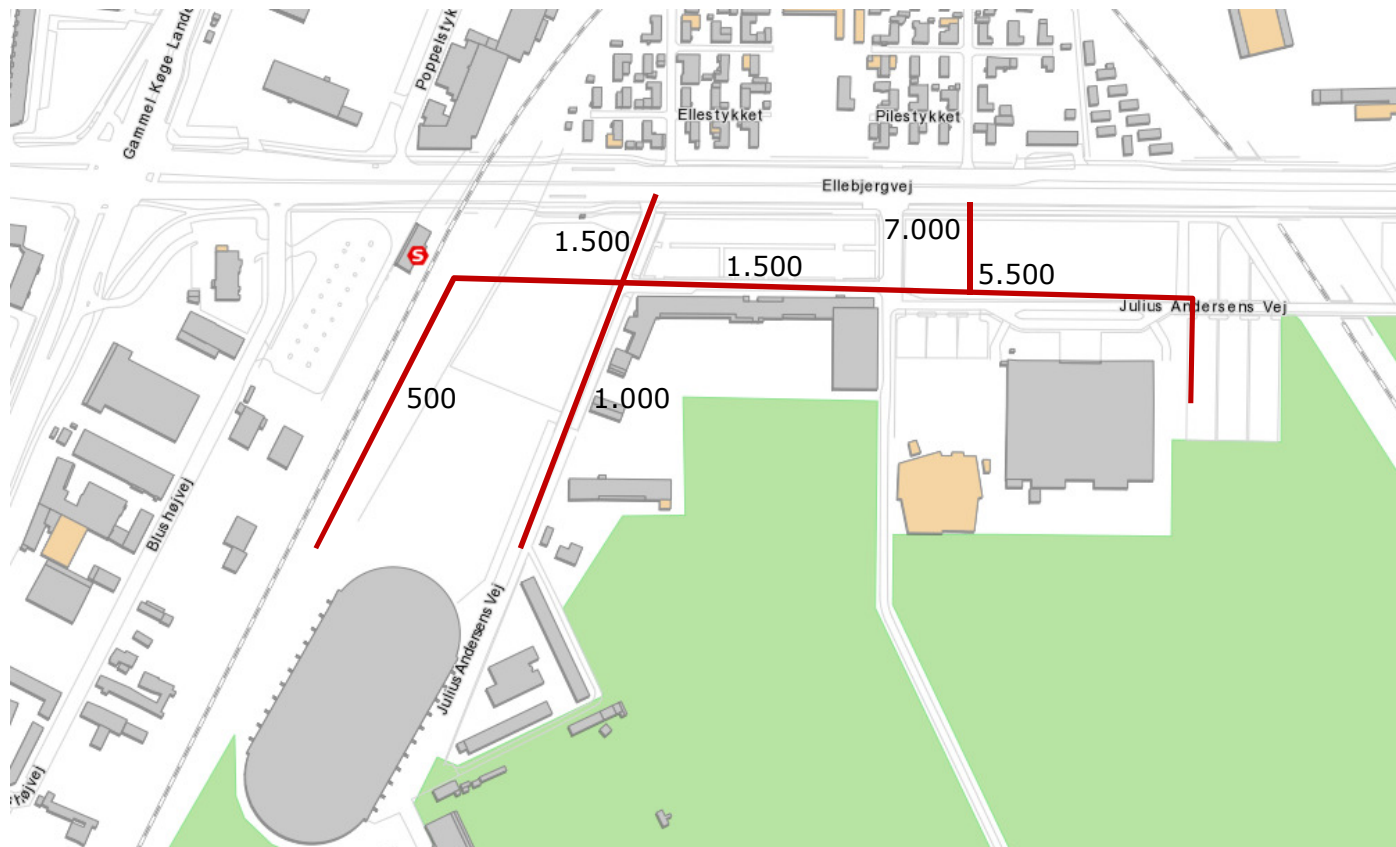 Gammel Køge Lande
Poppelstyk
Ellestykket
Pilestykket
Ellebjergvej
1.500
7.000
S
1.500
5.500
Julius Andersens Vej
500
1.000
Blushøjvej
Julius Andersens Vej
højvej